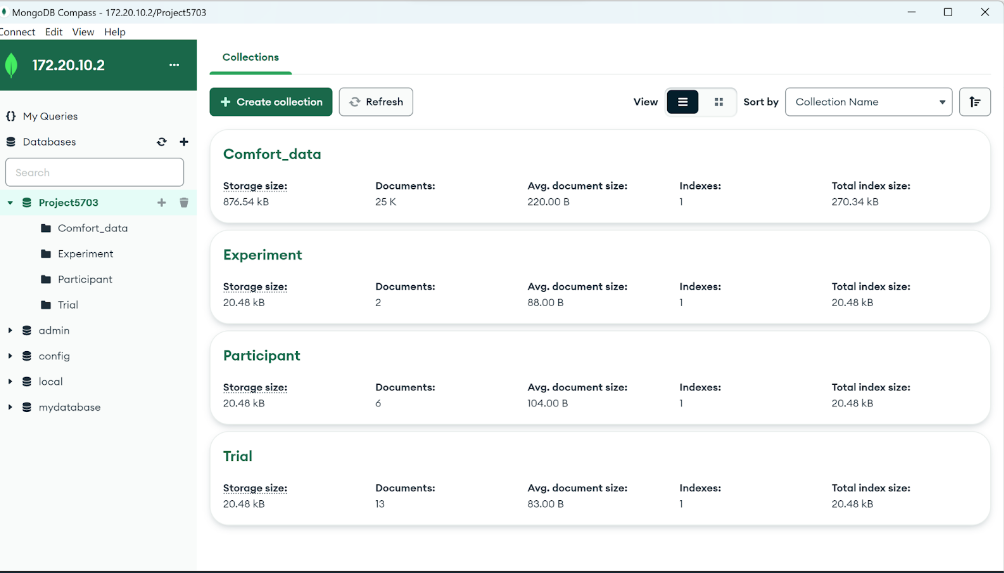 MongoDB Compass - 172.20.10.2/Project5703
Connect Edit View Help
172.20.10.2
Collections
Create collection Refresh View Sort by Collection Name
{} My Queries
Databases
Search
Project5703
Comfort_data
Experiment
Participant
Trial
admin
config
local
mydatabase
Comfort_data
Storage size: Documents: Avg. document size: Indexes: Total index size:
876.54 kB 25 K 220.00 B 1 270.34 kB
Experiment
Storage size: Documents: Avg. document size: Indexes: Total index size:
20.48 kB 2 88.00 B 1 20.48 kB
Participant
Storage size: Documents: Avg. document size: Indexes: Total index size:
20.48 kB 6 104.00 B 1 20.48 kB
Trial
Storage size: Documents: Avg. document size: Indexes: Total index size:
20.48 kB 13 83.00 B 1 20.48 kB